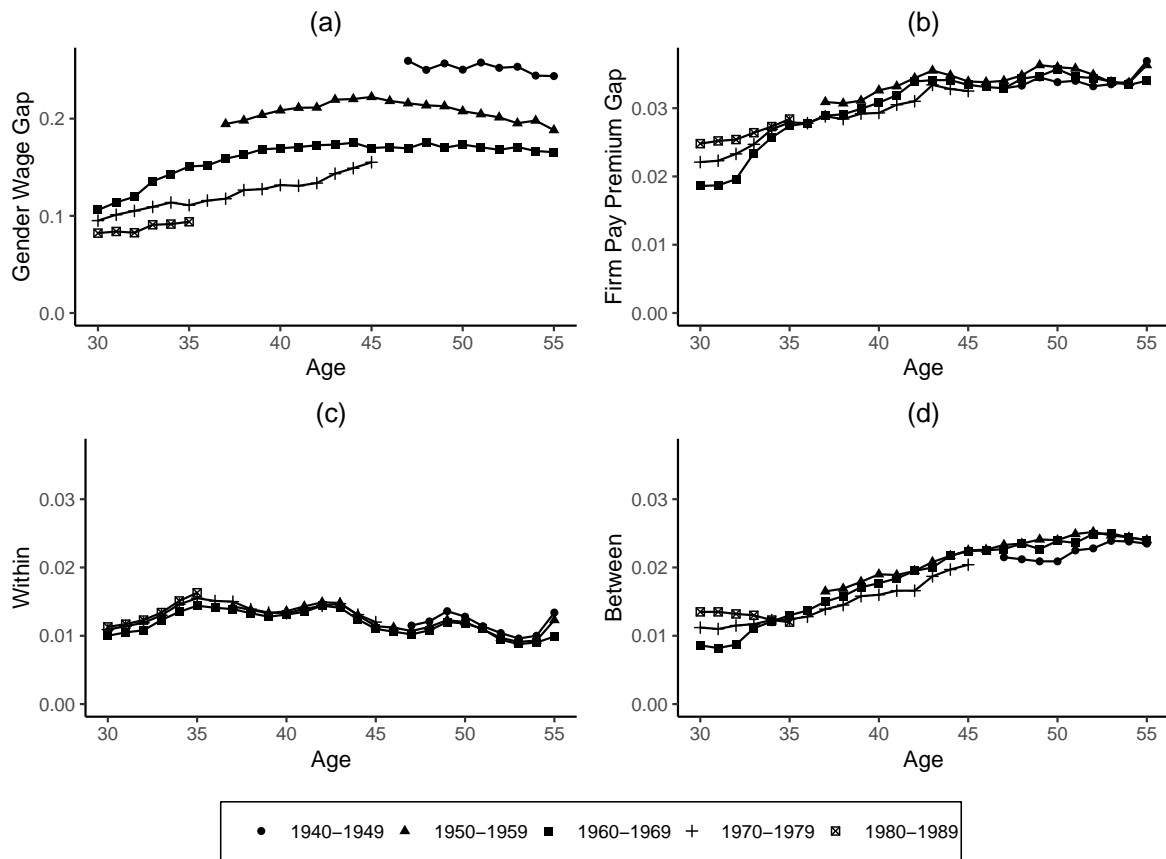 (a)
Gender Wage Gap
0.2
0.1
0.0
30 35 40 45 50 55
Age
(b)
Firm Pay Premium Gap
0.03
0.02
0.01
0.00
30 35 40 45 50 55
Age
(c)
Within
0.03
0.02
0.01
0.00
30 35 40 45 50 55
Age
(d)
Between
0.03
0.02
0.01
0.00
30 35 40 45 50 55
Age
1940−1949 1950−1959 1960−1969 1970−1979 1980−1989